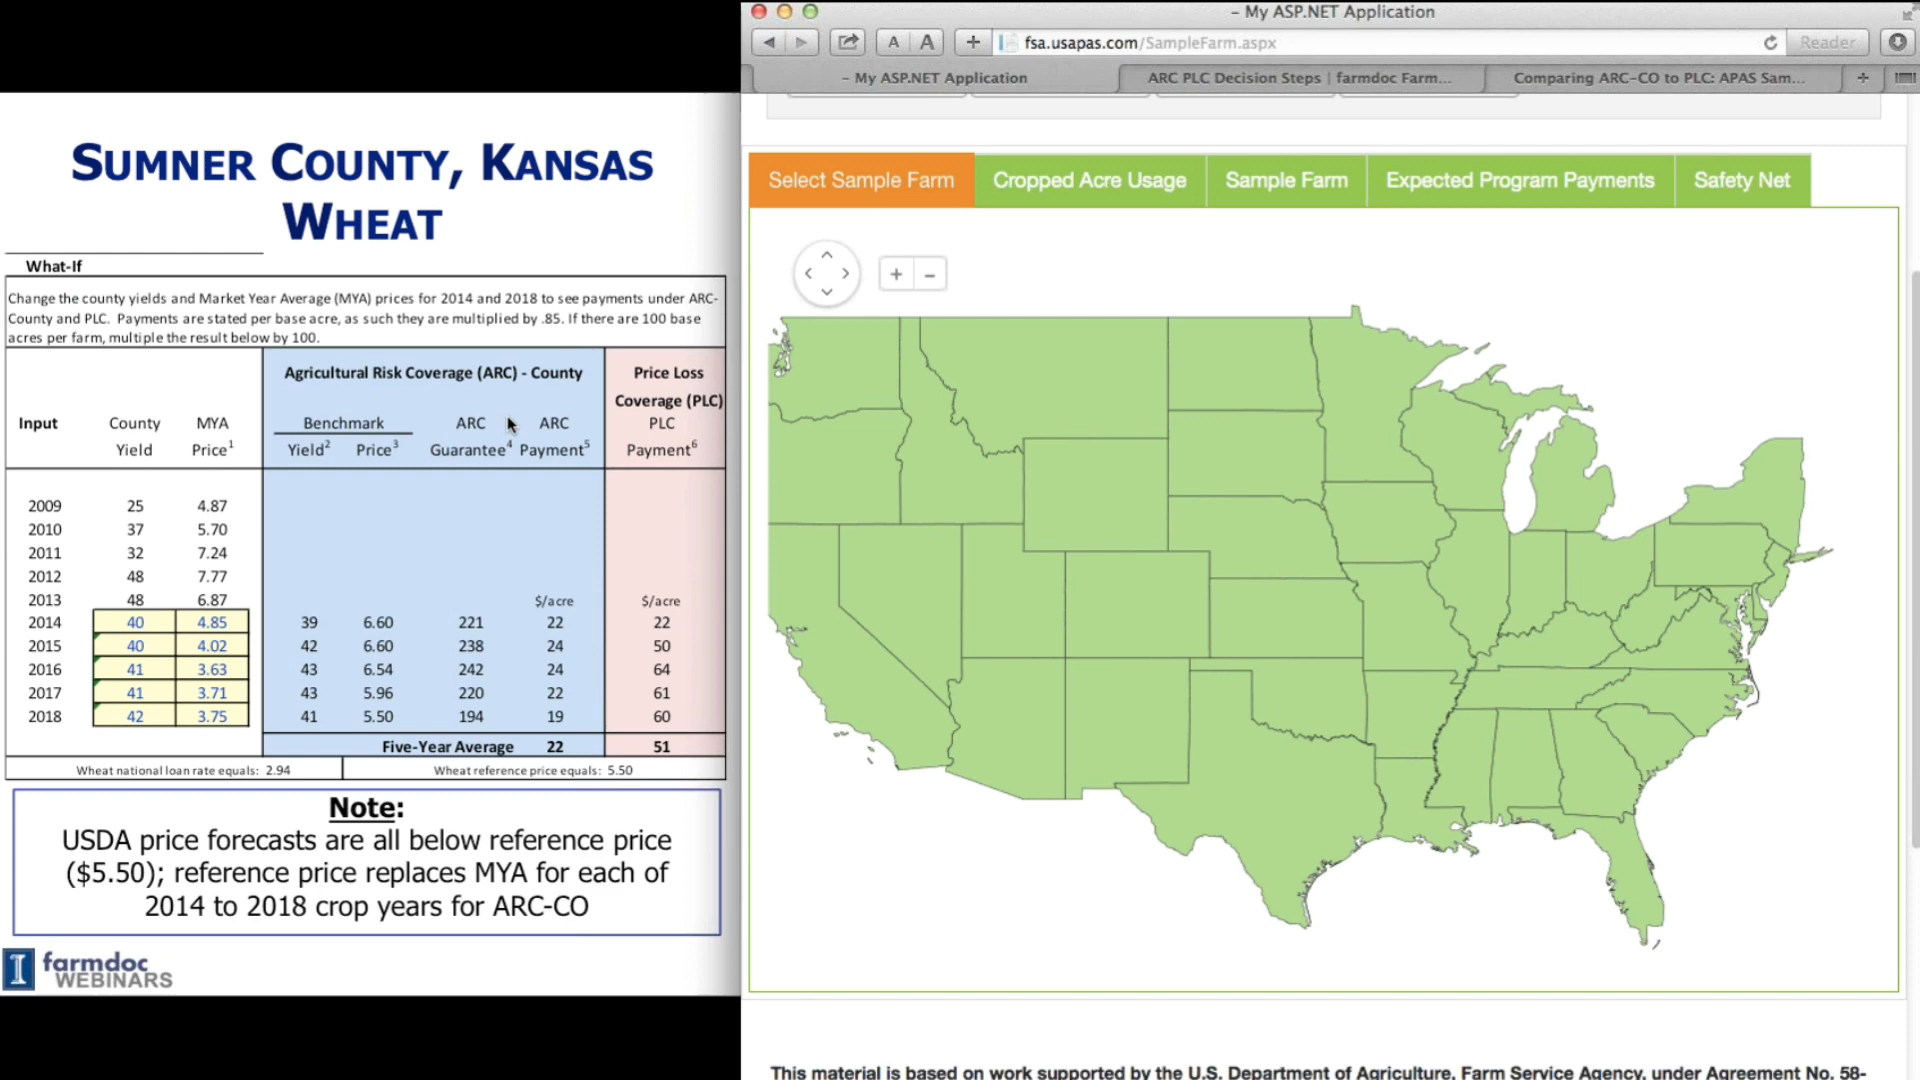 SUMNER COUNTY, KANSAS
WHEAT
What-If
Change the county yields and Market Year Average (MYA) prices for 2014 and 2018 to see payments under ARC-
County and PLC. Payments are stated per base acre, as such they are multiplied by .85. If there are 100 base
acres per farm, multiple the result below by 100.
Agricultural Risk Coverage (ARC) - County Price Loss
Coverage (PLC)
Input County MYA Benchmark ARC ARC PLC
Yield Price1 Yield2 Price3 Guarantee4 Payment5 Payment6
2009 25 4.87
2010 37 5.70
2011 32 7.24
2012 48 7.77
2013 48 6.87 $/acre $/acre
2014 40 4.85 39 6.60 221 22 22
2015 40 4.02 42 6.60 238 24 50
2016 41 3.63 43 6.54 242 24 64
2017 41 3.71 43 5.96 220 22 61
2018 42 3.75 41 5.50 194 19 60
Five-Year Average 22 51
Wheat national loan rate equals: 2.94 Wheat reference price equals: 5.50
Note:
USDA price forecasts are all below reference price
($5.50); reference price replaces MYA for each of
2014 to 2018 crop years for ARC-CO
I farmdoc
WEBINARS
– My ASP.NET Application
A A + fsa.usapas.com/SampleFarm.aspx Reader
– My ASP.NET Application ARC PLC Decision Steps | farmdoc Farm... Comparing ARC-CO to PLC: APAS Sam... +
Select Sample Farm Cropped Acre Usage Sample Farm Expected Program Payments Safety Net
+ −
This material is based on work supported by the U.S. Department of Agriculture, Farm Service Agency, under Agreement No. 58-